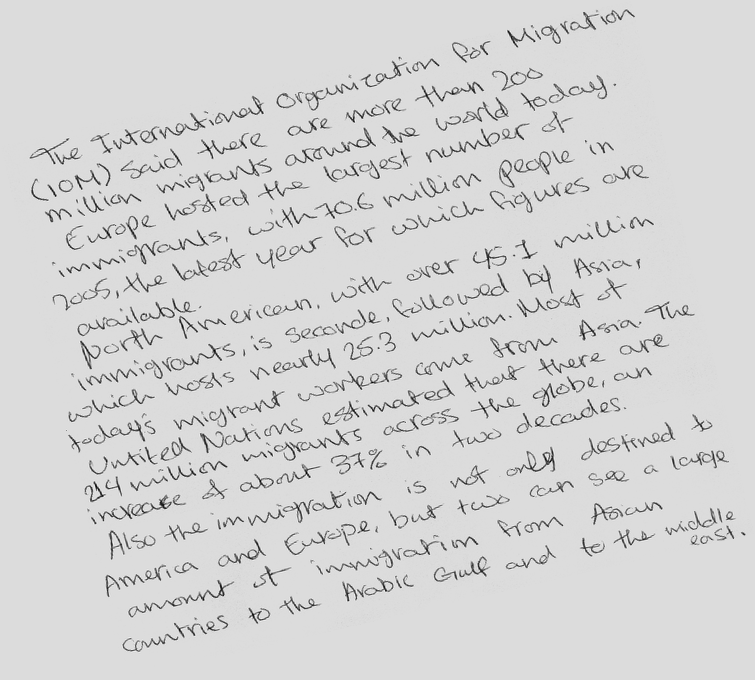 The International Organization for Migration
(IOM) said there are more than 200
million migrants around the world today.
Europe hosted the largest number of
immigrants, with 70.6 million people in
2005, the latest year for which figures are
available.
North American, with over 45.1 million
immigrants, is seconde, followed by Asia,
which hosts nearly 25.3 million. Most of
today's migrant workers come from Asia. The
Untited Nations estimated that there are
214 million migrants across the globe, an
increase of about 37% in two decades.
Also the immigration is not only destined to
America and Europe, but two can see a large
amount of immigration from Asian
countries to the Arabic Gulf and to the middle
east.